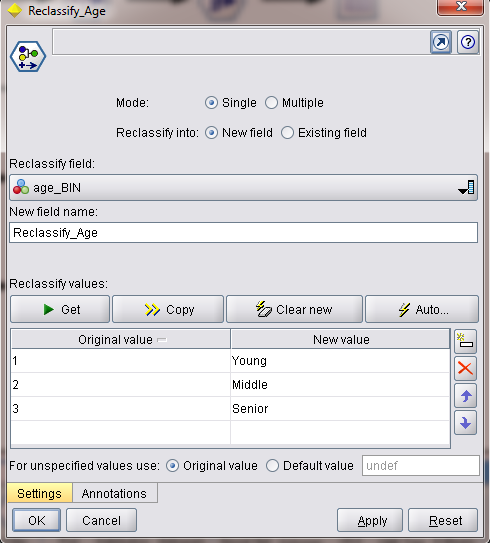 Reclassify_Age
Mode: Single Multiple
Reclassify into: New field Existing field
Reclassify field:
age_BIN
New field name:
Reclassify_Age
Reclassify values:
Get Copy Clear new Auto...
Original value New value
1 Young
2 Middle
3 Senior
For unspecified values use: Original value Default value undef
Settings Annotations
OK Cancel Apply Reset